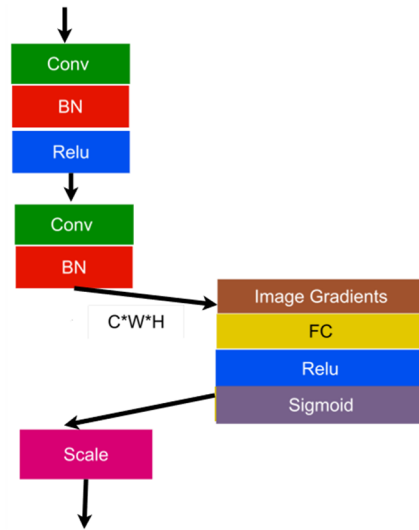 Conv
BN
Relu
Conv
BN
C*W*H
Image Gradients
FC
Relu
Sigmoid
Scale